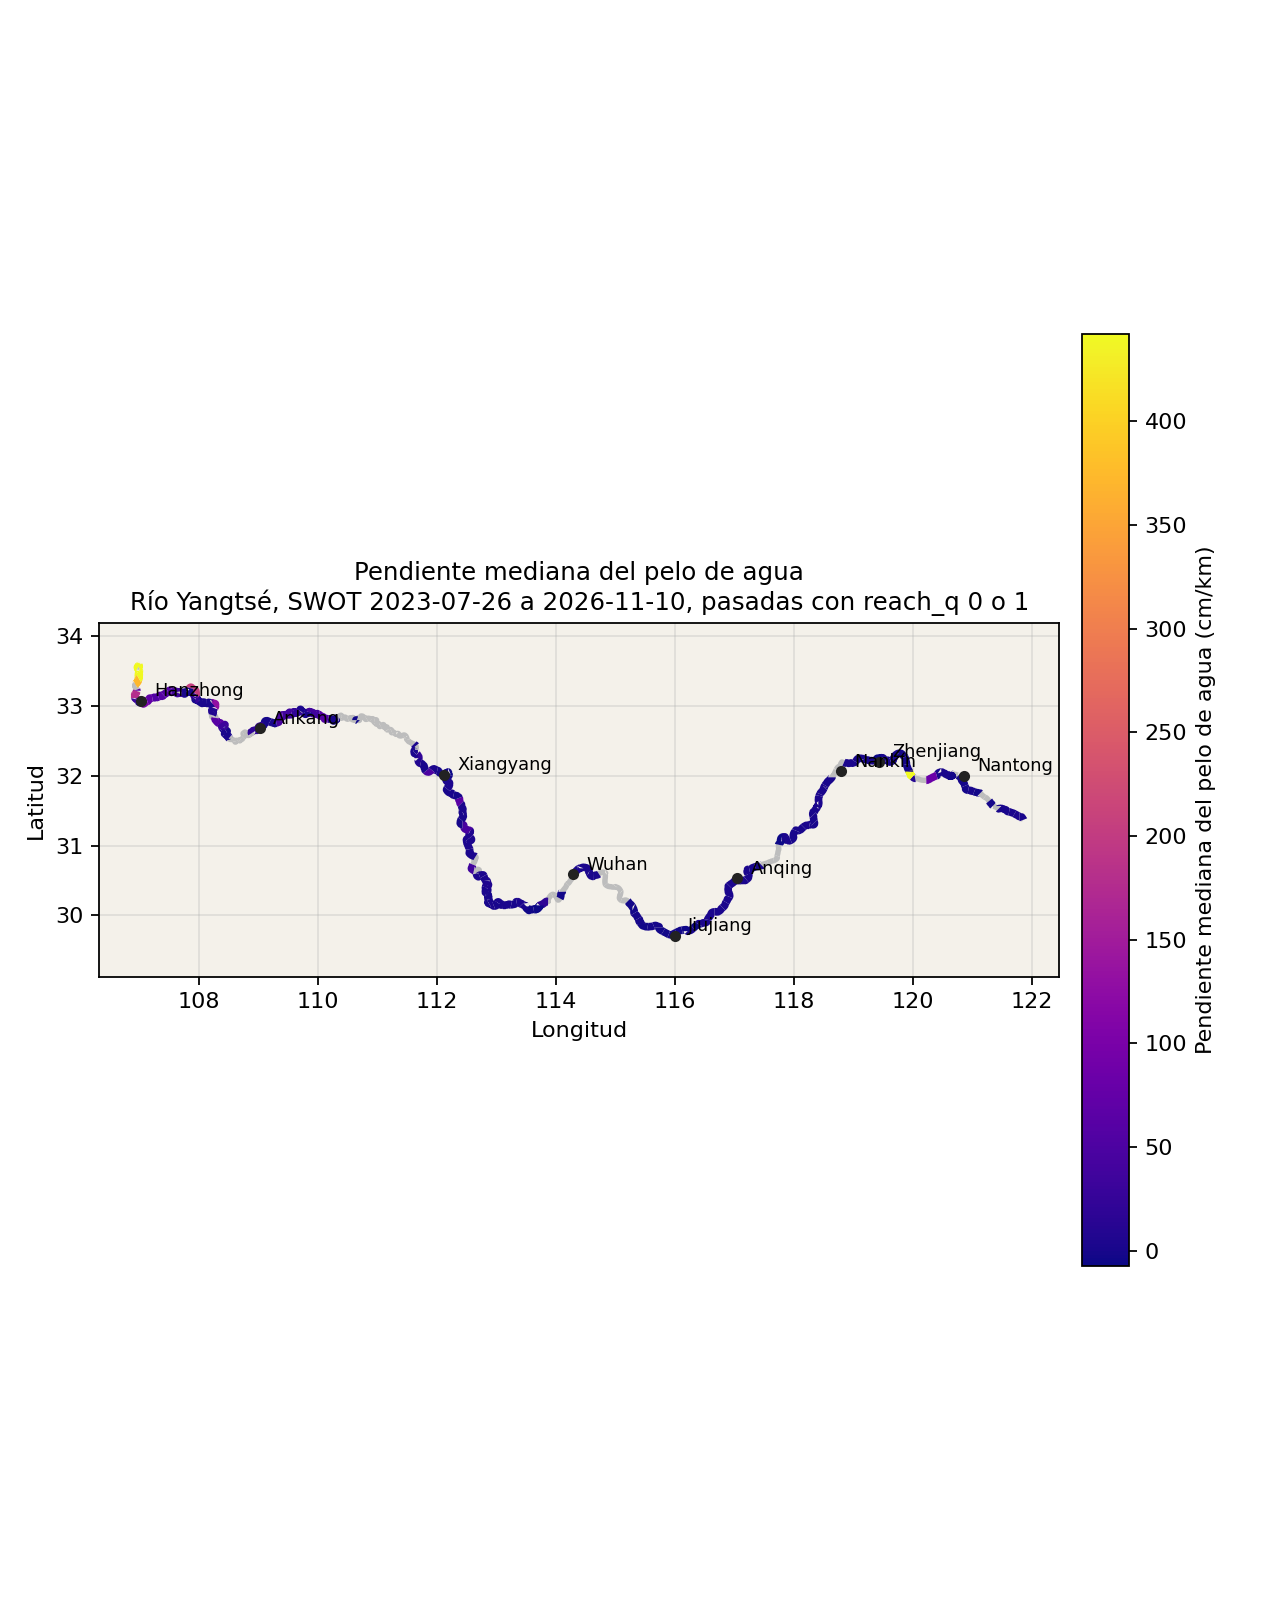 Pendiente mediana del pelo de agua
Río Yangtsé, SWOT 2023-07-26 a 2026-11-10, pasadas con reach_q 0 o 1
34
33
32
31
30
Latitud
108
110
112
114
116
118
120
122
Longitud
Hanzhong
Ankang
Xiangyang
Wuhan
Jiujiang
Anqing
Nankín
Zhenjiang
Nantong
400
350
300
250
200
150
100
50
0
Pendiente mediana del pelo de agua (cm/km)